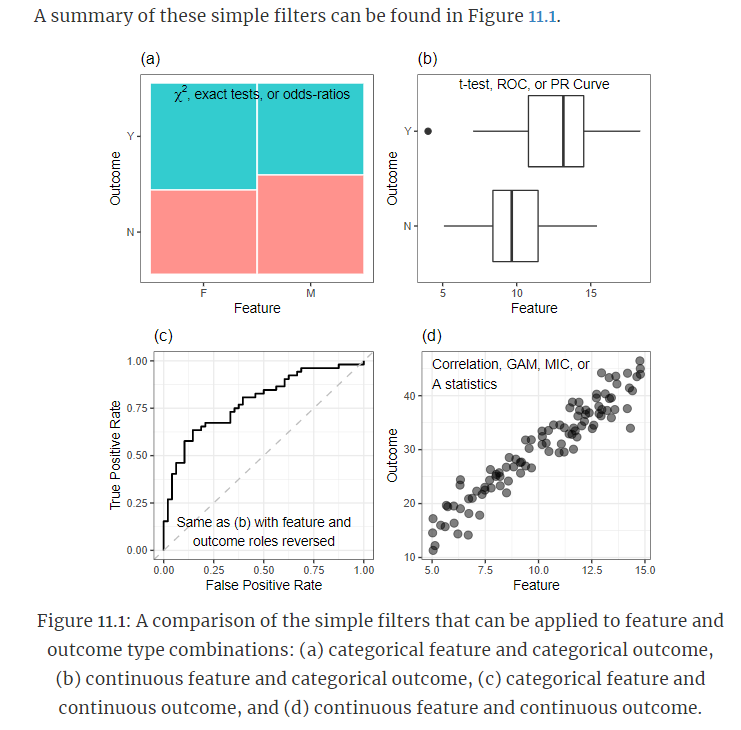 A summary of these simple filters can be found in Figure 11.1.
(a)
χ², exact tests, or odds-ratios
Y
N
Outcome
F M
Feature
(b)
t-test, ROC, or PR Curve
Y
N
Outcome
5 10 15
Feature
(c)
1.00
0.75
0.50
0.25
0.00
True Positive Rate
Same as (b) with feature and
outcome roles reversed
0.00 0.25 0.50 0.75 1.00
False Positive Rate
(d)
Correlation, GAM, MIC, or
A statistics
40
30
20
10
Outcome
5.0 7.5 10.0 12.5 15.0
Feature
Figure 11.1: A comparison of the simple filters that can be applied to feature and
outcome type combinations: (a) categorical feature and categorical outcome,
(b) continuous feature and categorical outcome, (c) categorical feature and
continuous outcome, and (d) continuous feature and continuous outcome.